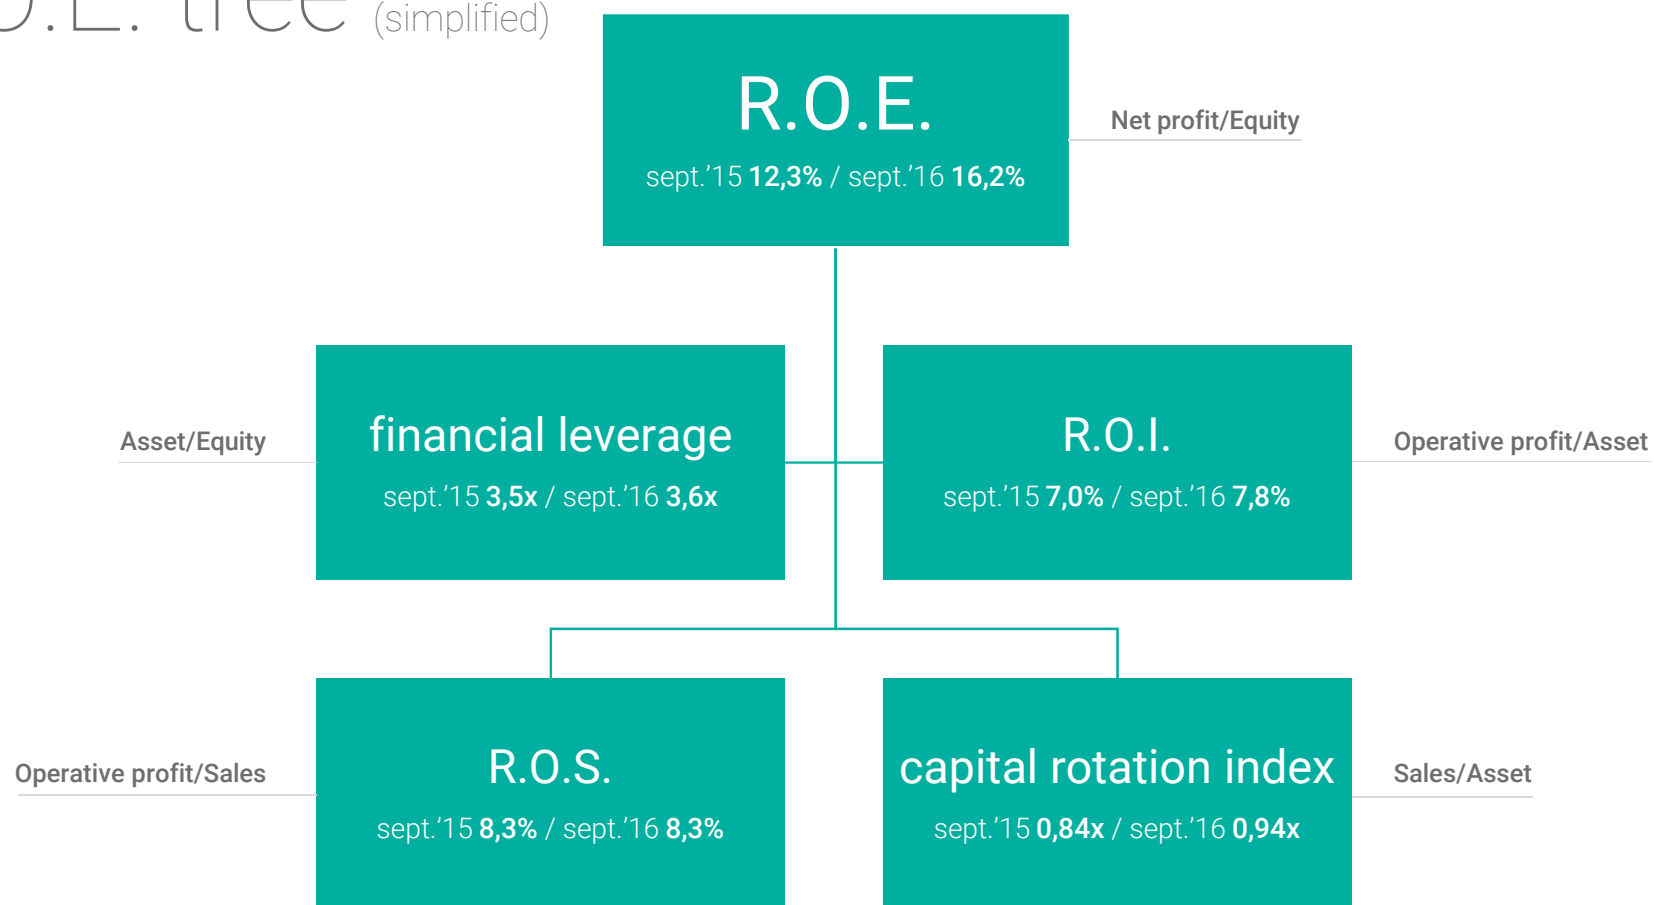 tree (simplified)
R.O.E.
sept.’15 12,3% / sept.’16 16,2%
Net profit/Equity
Asset/Equity
financial leverage
sept.’15 3,5x / sept.’16 3,6x
R.O.I.
sept.’15 7,0% / sept.’16 7,8%
Operative profit/Asset
Operative profit/Sales
R.O.S.
sept.’15 8,3% / sept.’16 8,3%
capital rotation index
sept.’15 0,84x / sept.’16 0,94x
Sales/Asset